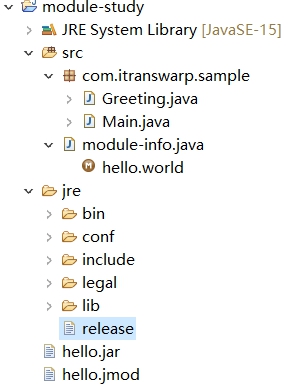 module-study
JRE System Library [JavaSE-15]
src
com.itranswarp.sample
Greeting.java
Main.java
module-info.java
hello.world
jre
bin
conf
include
legal
lib
release
hello.jar
hello.jmod